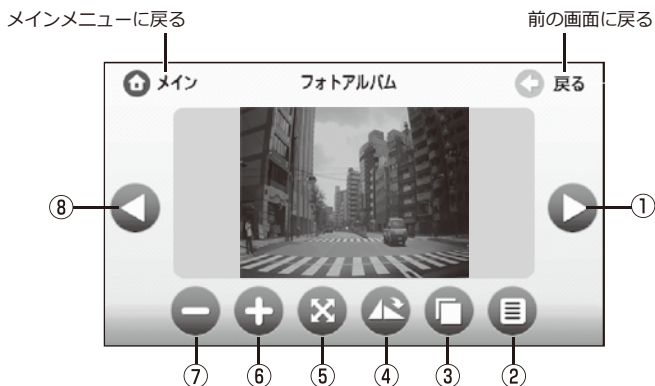 メインメニューに戻る
前の画面に戻る
メイン
フォトアルバム
戻る
⑧
①
⑦
⑥
⑤
④
③
②